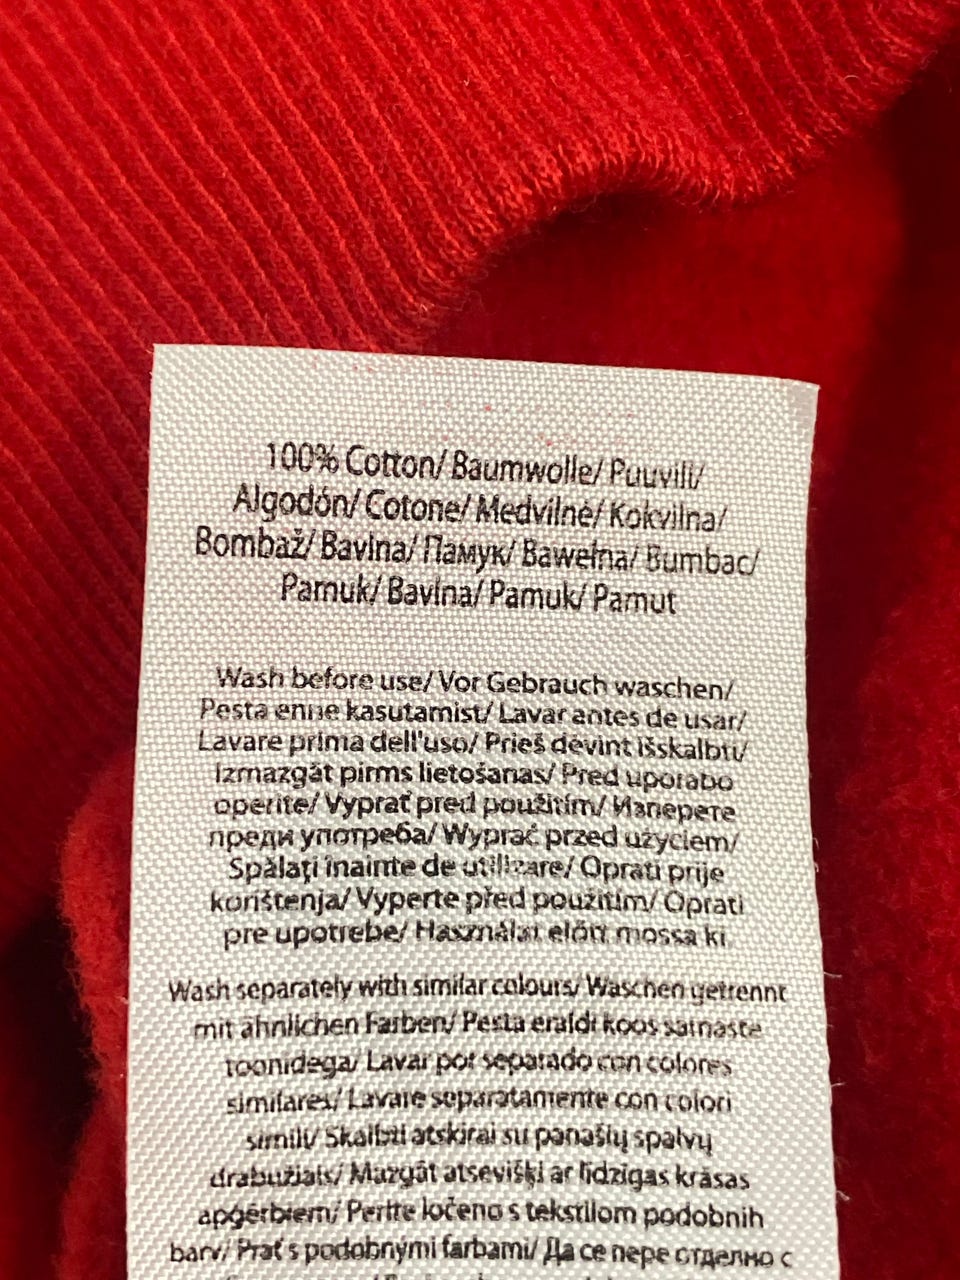 100% Cotton/ Baumwolle/ Puuvill/
Algodón/ Cotone/ Medvilnė/ Kokvilna/
Bombaž/ Bavlna/ Памук/ Bawełna/ Bumbac/
Pamuk/ Bavlna/ Pamuk/ Pamut
Wash before use/ Vor Gebrauch waschen/
Pesta enne kasutamist/ Lavar antes de usar/
Lavare prima dell'uso/ Prieš dėvint išskalbti/
Izmazgāt pirms lietošanas/ Pred uporabo
operite/ Vyprať pred použitím/ Изперете
преди употреба/ Wyprać przed użyciem/
Spălați înainte de utilizare/ Oprati prije
korištenja/ Vyperte před použitím/ Oprati
pre upotrebe/ Használat előtt mossa ki.
Wash separately with similar colours/ Waschen getrennt
mit ähnlichen Farben/ Pesta eraldi koos sarnaste
toonidega/ Lavar por separado con colores
similares/ Lavare separatamente con colori
simili/ Skalbti atskirai su panašių spalvų
drabužiais/ Mazgāt atsevišķi ar līdzīgas krāsas
apģērbiem/ Perite ločeno s tekstilom podobnih
barv/ Prať s podobnými farbami/ Да се пере отделно с